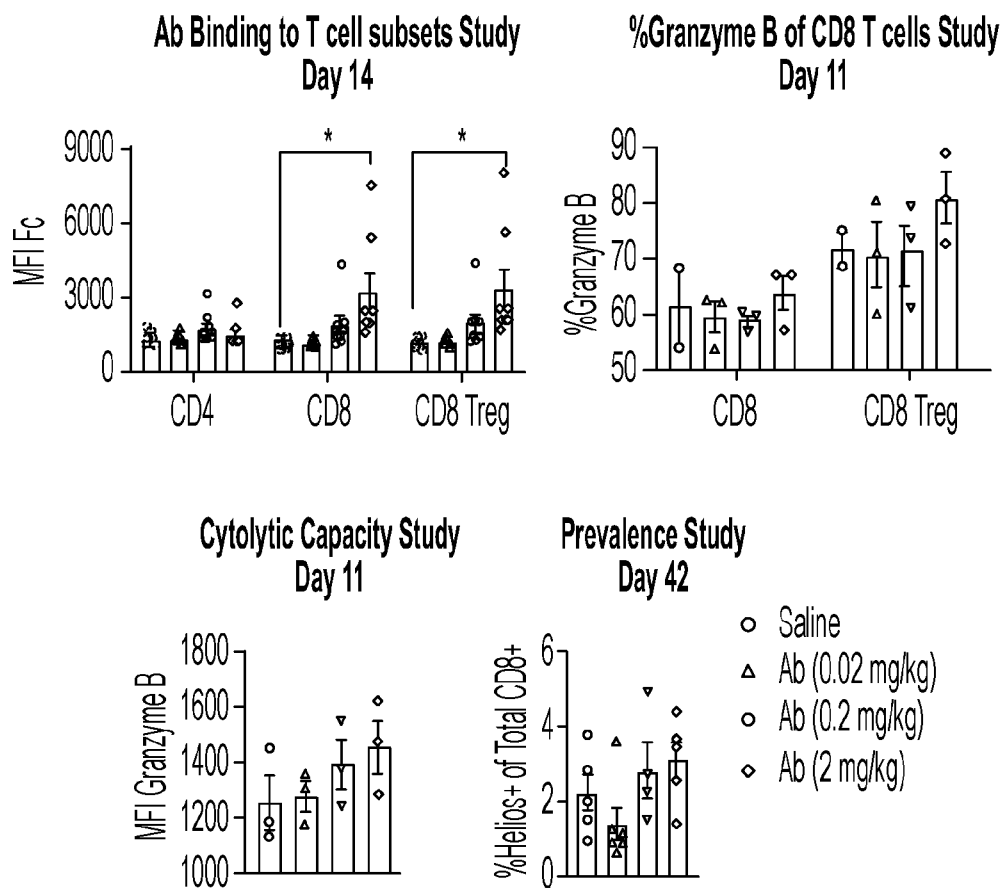 Ab Binding to T cell subsets Study
Day 14
MFI Fc
9000
6000
3000
0
*
*
CD4
CD8
CD8 Treg
%Granzyme B of CD8 T cells Study
Day 11
%Granzyme B
90
80
70
60
50
CD8
CD8 Treg
Cytolytic Capacity Study
Day 11
MFI Granzyme B
1800
1600
1400
1200
1000
Prevalence Study
Day 42
%Helios+ of Total CD8+
6
4
2
0
Saline
Ab (0.02 mg/kg)
Ab (0.2 mg/kg)
Ab (2 mg/kg)